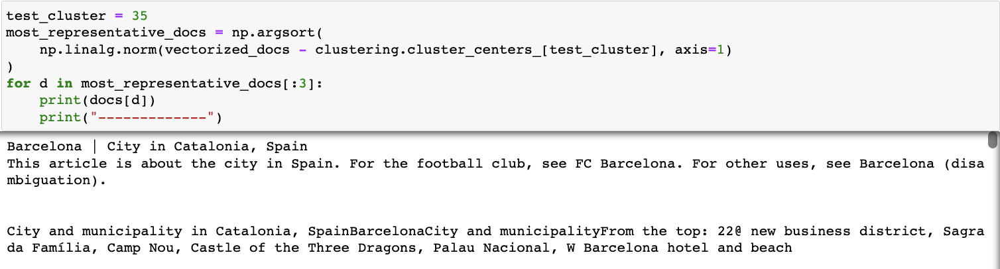 test_cluster = 35
most_representative_docs = np.argsort(
    np.linalg.norm(vectorized_docs - clustering.cluster_centers_[test_cluster], axis=1)
)
for d in most_representative_docs[:3]:
    print(docs[d])
    print("-------------")
Barcelona | City in Catalonia, Spain
This article is about the city in Spain. For the football club, see FC Barcelona. For other uses, see Barcelona (disa
mbiguation).
City and municipality in Catalonia, SpainBarcelonaCity and municipalityFrom the top: 22@ new business district, Sagra
da Família, Camp Nou, Castle of the Three Dragons, Palau Nacional, W Barcelona hotel and beach